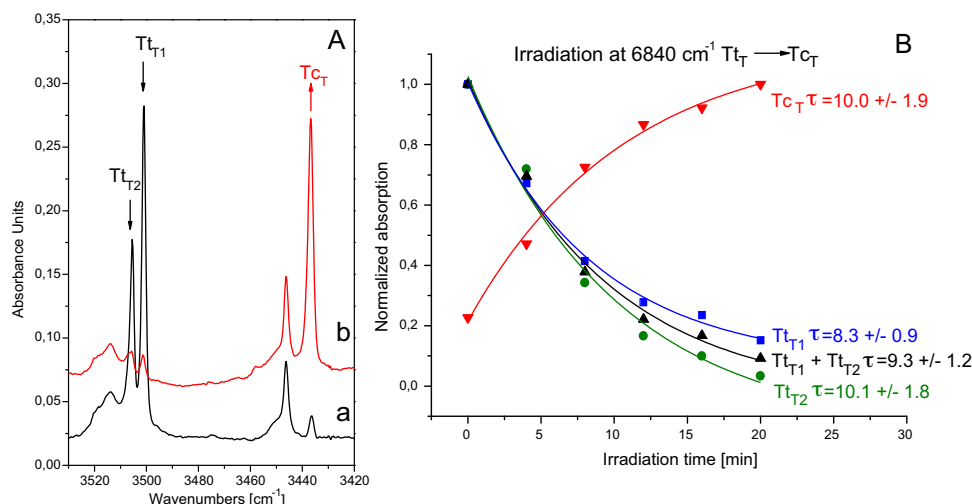 A
Tt_T1
Tc_T
Tt_T2
b
a
0,35
0,30
0,25
0,20
0,15
0,10
0,05
0,00
Absorbance Units
3520
3500
3480
3460
3440
3420
Wavenumbers [cm⁻¹]
B
Irradiation at 6840 cm⁻¹ Tt_T ⟶Tc_T
Tc_T τ=10.0 +/- 1.9
Tt_T1 τ=8.3 +/- 0.9
Tt_T1 + Tt_T2 τ=9.3 +/- 1.2
Tt_T2 τ=10.1 +/- 1.8
1,0
0,8
0,6
0,4
0,2
0,0
Normalized absorption
0
5
10
15
20
25
30
Irradiation time [min]